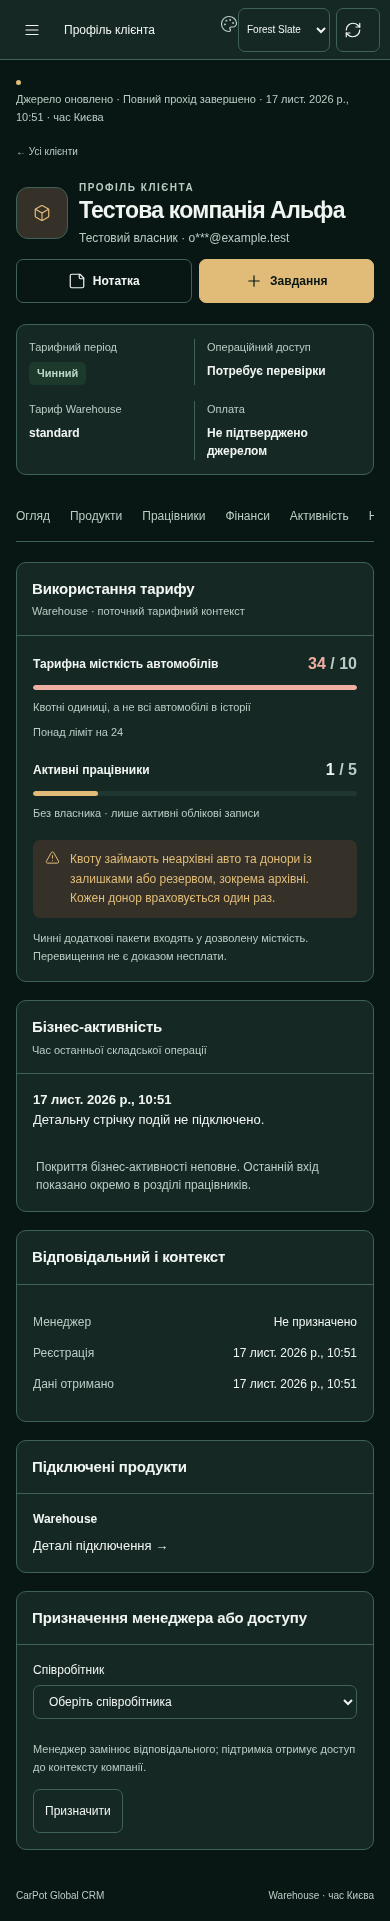 Профіль клієнта
Forest Slate
Джерело оновлено · Повний прохід завершено · 17 лист. 2026 р.,
10:51 · час Києва
← Усі клієнти
ПРОФІЛЬ КЛІЄНТА
Тестова компанія Альфа
Тестовий власник · o***@example.test
Нотатка
Завдання
Тарифний період
Чинний
Операційний доступ
Потребує перевірки
Тариф Warehouse
standard
Оплата
Не підтверджено
джерелом
Огляд Продукти Працівники Фінанси Активність
Використання тарифу
Warehouse · поточний тарифний контекст
Тарифна місткість автомобілів 34 / 10
Квотні одиниці, а не всі автомобілі в історії
Понад ліміт на 24
Активні працівники 1 / 5
Без власника · лише активні облікові записи
Квоту займають неархівні авто та донори із
залишками або резервом, зокрема архівні.
Кожен донор враховується один раз.
Чинні додаткові пакети входять у дозволену місткість.
Перевищення не є доказом несплати.
Бізнес-активність
Час останньої складської операції
17 лист. 2026 р., 10:51
Детальну стрічку подій не підключено.
Покриття бізнес-активності неповне. Останній вхід
показано окремо в розділі працівників.
Відповідальний і контекст
Менеджер Не призначено
Реєстрація 17 лист. 2026 р., 10:51
Дані отримано 17 лист. 2026 р., 10:51
Підключені продукти
Warehouse
Деталі підключення →
Призначення менеджера або доступу
Співробітник
Оберіть співробітника
Менеджер замінює відповідального; підтримка отримує доступ
до контексту компанії.
Призначити
CarPot Global CRM Warehouse · час Києва